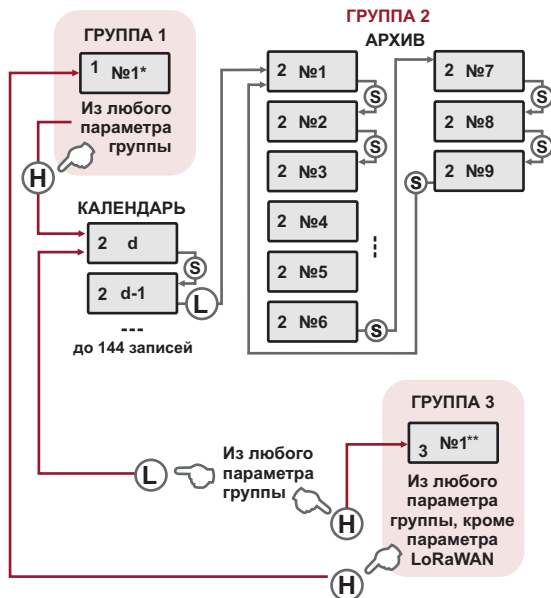 ГРУППА 1
1 №1*
Из любого
параметра
группы
H
КАЛЕНДАРЬ
2 d
S
2 d-1
L
до 144 записей
ГРУППА 2
АРХИВ
2 №1
S
2 №2
S
2 №3
2 №4
2 №5
2 №6
S
2 №7
S
2 №8
S
2 №9
S
L
Из любого
параметра
группы
H
ГРУППА 3
3 №1**
Из любого
параметра
группы, кроме
параметра
LoRaWAN
H